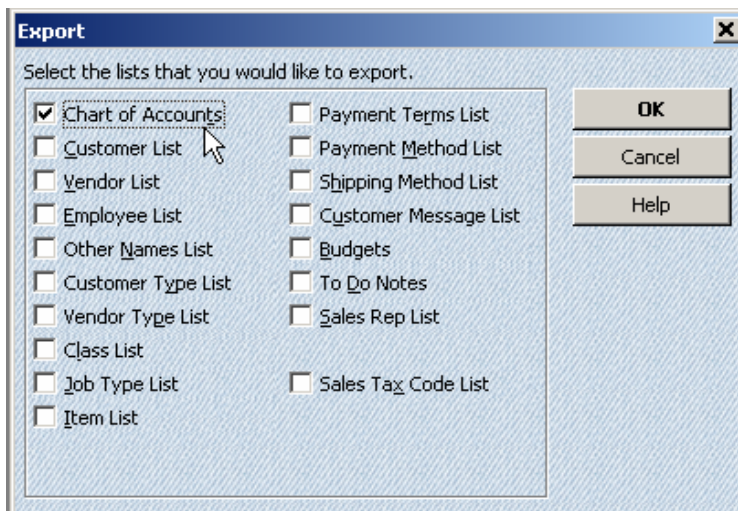 Export
Select the lists that you would like to export.
Chart of Accounts
Customer List
Vendor List
Employee List
Other Names List
Customer Type List
Vendor Type List
Class List
Job Type List
Item List
Payment Terms List
Payment Method List
Shipping Method List
Customer Message List
Budgets
To Do Notes
Sales Rep List
Sales Tax Code List
OK
Cancel
Help